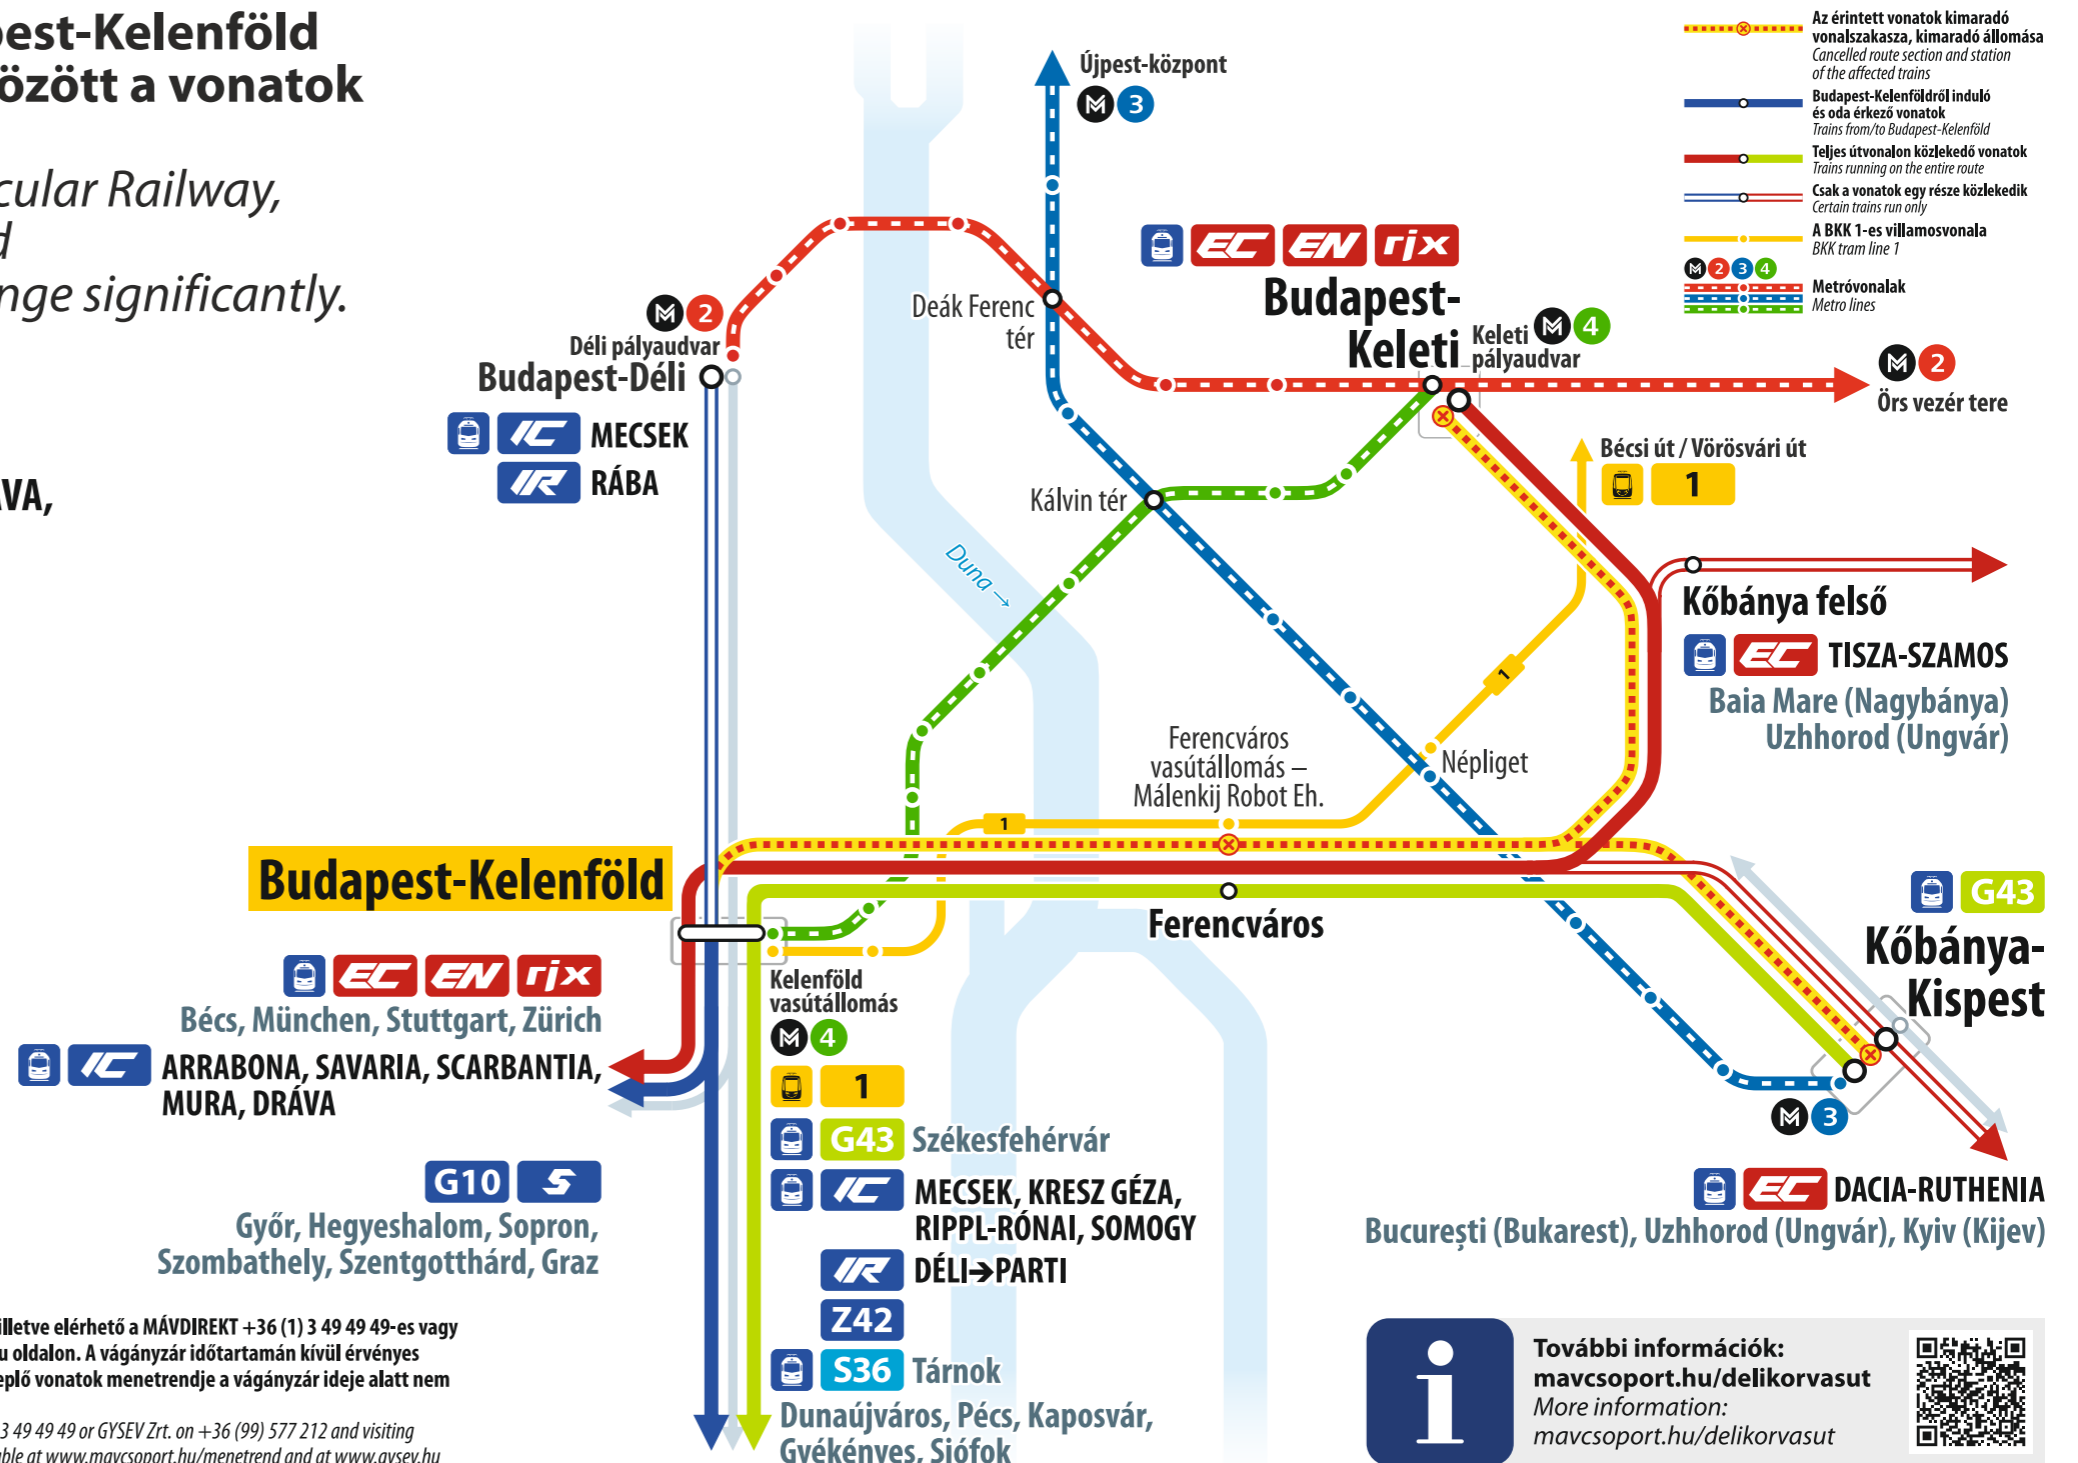 pest-Kelenföld
özött a vonatok
cular Railway,
d
nge significantly.
AVA,
Az érintett vonatok kimaradó
vonalszakasza, kimaradó állomása
Cancelled route section and station
of the affected trains
Budapest-Kelenföldről induló
és oda érkező vonatok
Trains from/to Budapest-Kelenföld
Teljes útvonalon közlekedő vonatok
Trains running on the entire route
Csak a vonatok egy része közlekedik
Certain trains run only
A BKK 1-es villamosvonala
BKK tram line 1
M 2 3 4
Metróvonalak
Metro lines
Újpest-központ
M 3
EC EN rjx
Budapest-
Keleti
Keleti M 4
pályaudvar
Deák Ferenc
tér
M 2
Déli pályaudvar
Budapest-Déli
IC MECSEK
IR RÁBA
M 2
Örs vezér tere
Bécsi út / Vörösvári út
1
Kálvin tér
Duna →
Kőbánya felső
EC TISZA-SZAMOS
Baia Mare (Nagybánya)
Uzhhorod (Ungvár)
1
Ferencváros
vasútállomás –
Málenkij Robot Eh.
Népliget
1
Budapest-Kelenföld
Ferencváros
G43
Kőbánya-
Kispest
M 3
EC EN rjx
Bécs, München, Stuttgart, Zürich
IC ARRABONA, SAVARIA, SCARBANTIA,
MURA, DRÁVA
G10 S
Győr, Hegyeshalom, Sopron,
Szombathely, Szentgotthárd, Graz
Kelenföld
vasútállomás
M 4
1
G43 Székesfehérvár
IC MECSEK, KRESZ GÉZA,
RIPPL-RÓNAI, SOMOGY
IR DÉLI→PARTI
Z42
S36 Tárnok
Dunaújváros, Pécs, Kaposvár,
Gyékényes, Siófok
EC DACIA-RUTHENIA
București (Bukarest), Uzhhorod (Ungvár), Kyiv (Kijev)
illetve elérhető a MÁVDIREKT +36 (1) 3 49 49 49-es vagy
u oldalon. A vágányzár időtartamán kívül érvényes
eplő vonatok menetrendje a vágányzár ideje alatt nem
3 49 49 49 or GYSEV Zrt. on +36 (99) 577 212 and visiting
ble at www.mavcsoport.hu/menetrend and at www.gysev.hu
i
További információk:
mavcsoport.hu/delikorvasut
More information:
mavcsoport.hu/delikorvasut